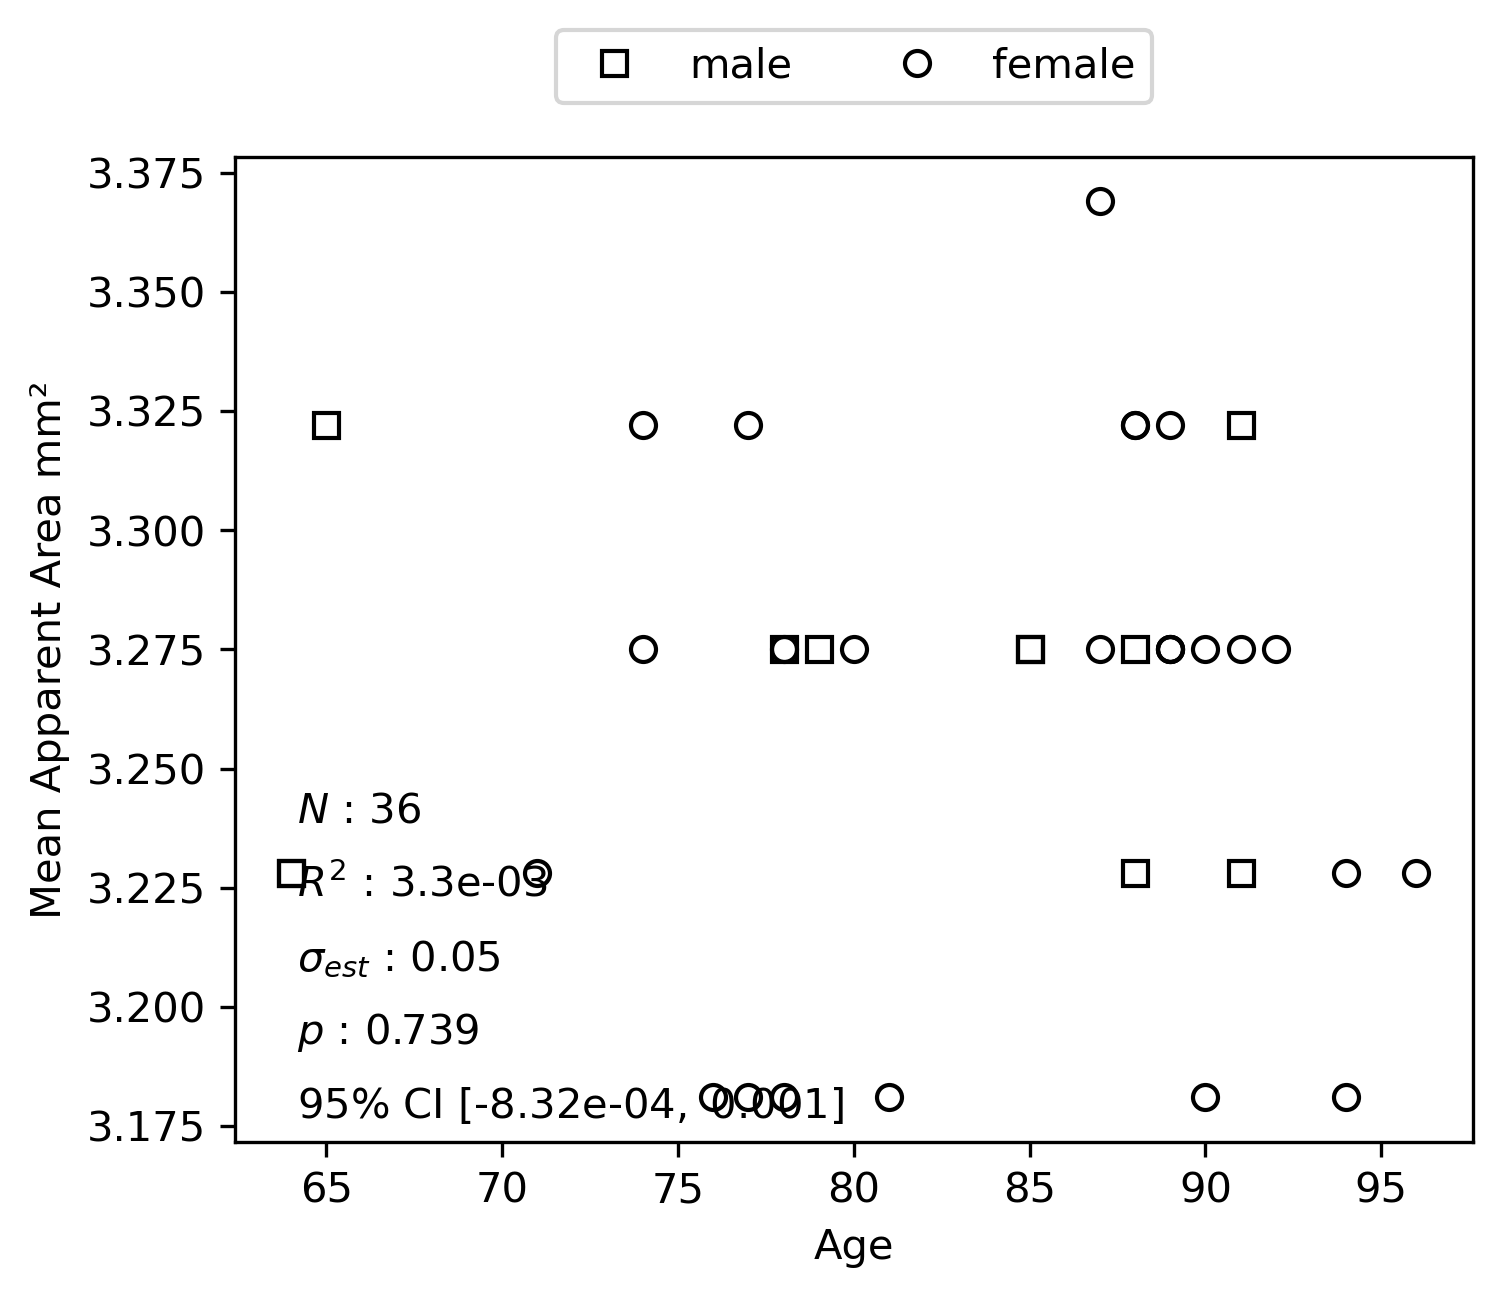 male female
3.375
3.350
3.325
3.300
3.275
3.250
3.225
3.200
3.175
Mean Apparent Area mm²
N : 36
R² : 3.3e-03
σest : 0.05
p : 0.739
95% CI [-8.32e-04, 0.001]
65 70 75 80 85 90 95
Age